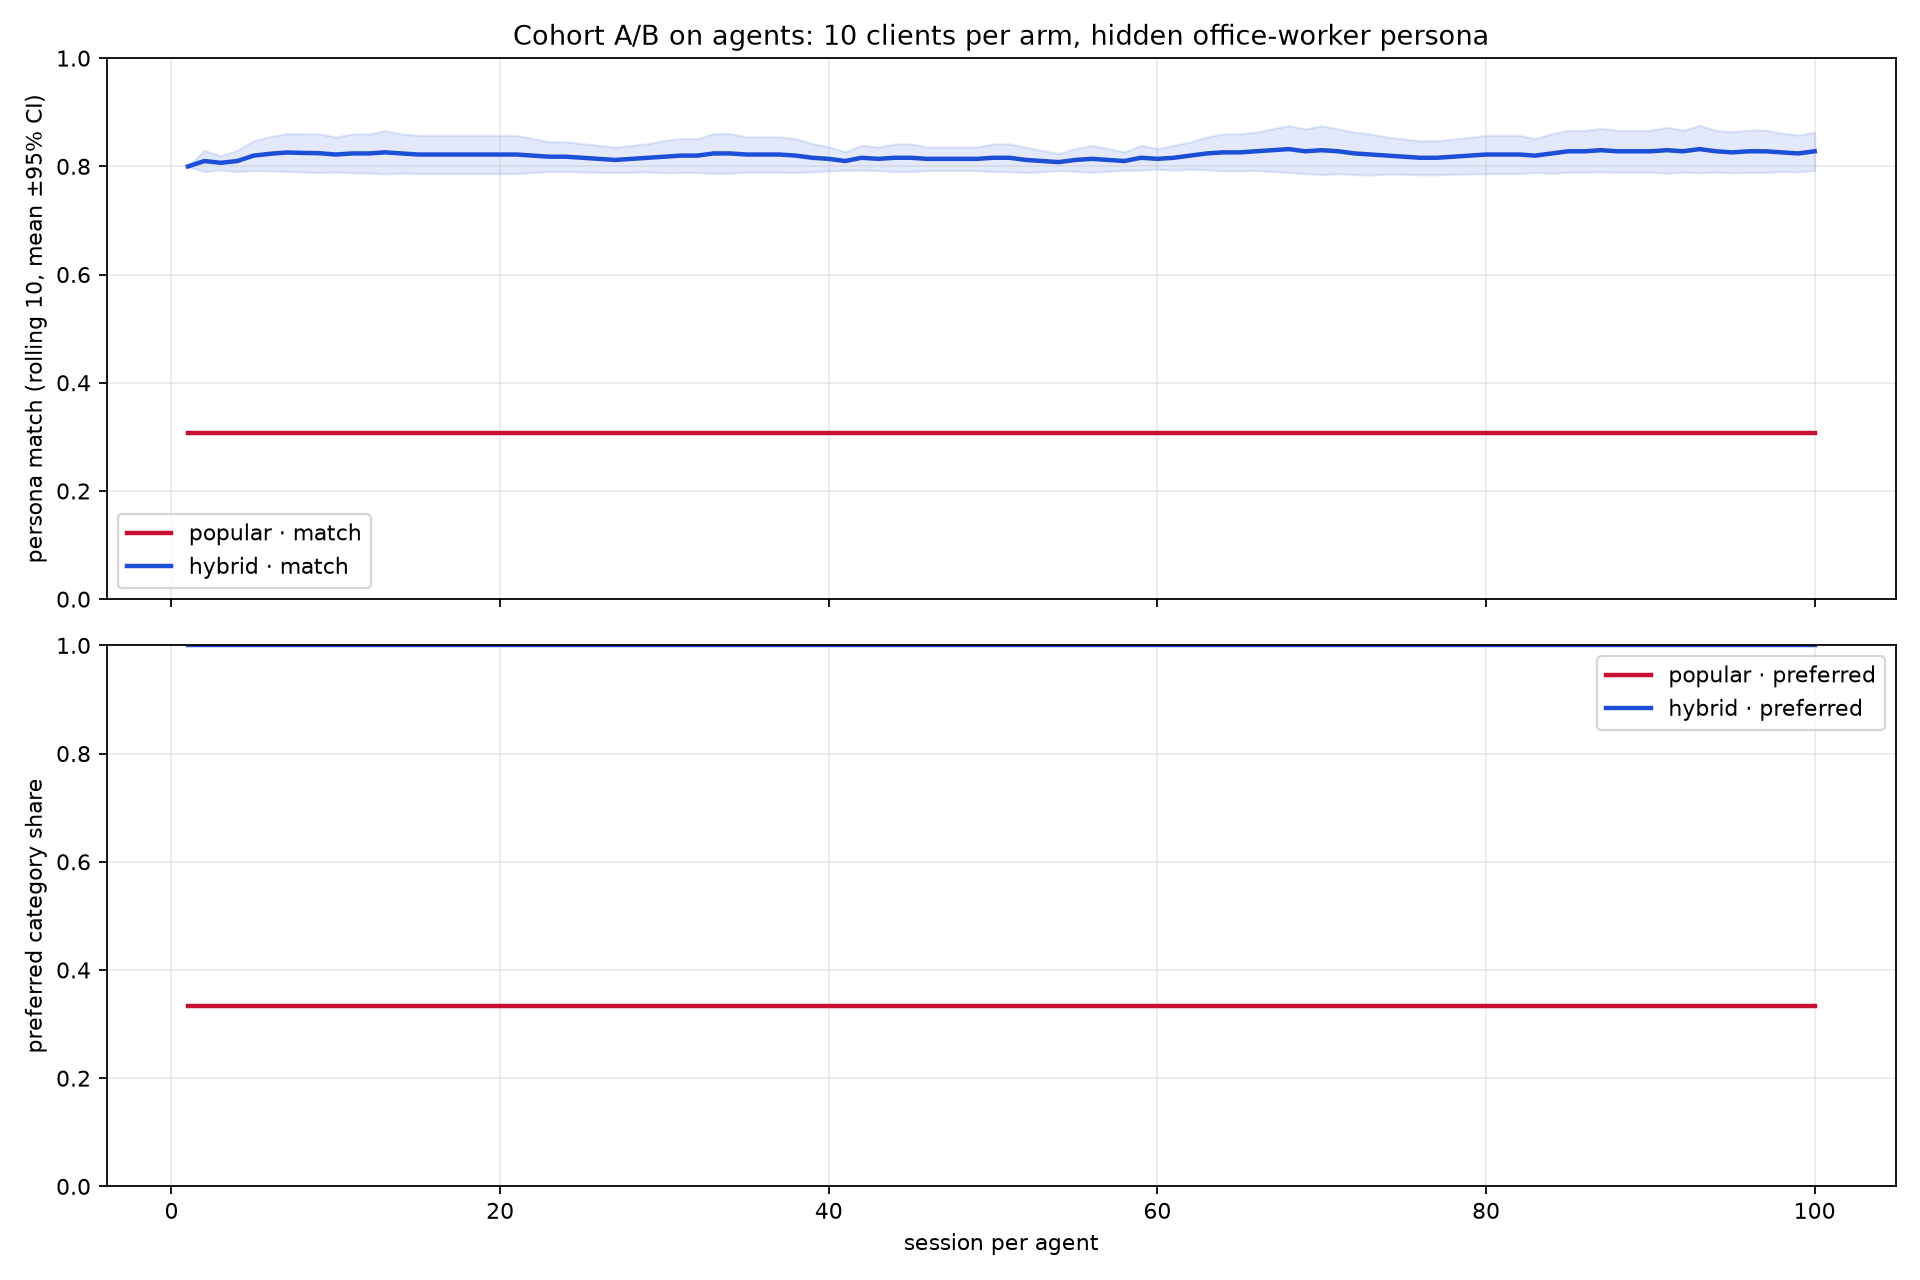 Cohort A/B on agents: 10 clients per arm, hidden office-worker persona
persona match (rolling 10, mean ±95% CI)
1.0
0.8
0.6
0.4
0.2
0.0
popular · match
hybrid · match
preferred category share
1.0
0.8
0.6
0.4
0.2
0.0
popular · preferred
hybrid · preferred
0 20 40 60 80 100
session per agent